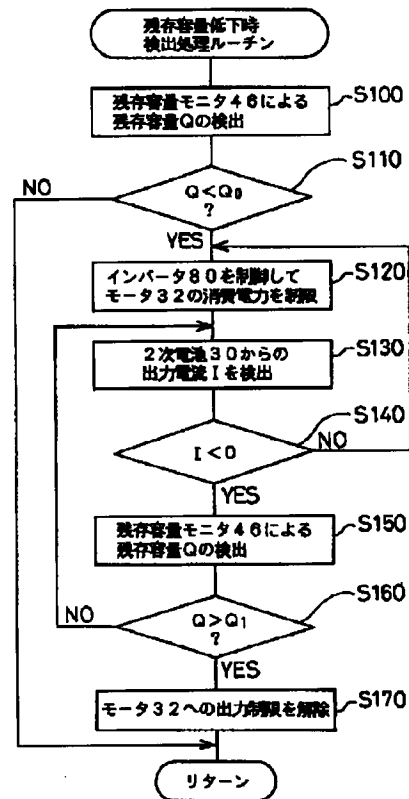 残存容量低下時
検出処理ルーチン
残存容量モニタ46による
残存容量Qの検出
S100
Q<Q0
?
S110
NO
YES
インバータ80を制御して
モータ32の消費電力を制限
S120
2次電池30からの
出力電流Iを検出
S130
I<0
S140
NO
YES
残存容量モニタ46による
残存容量Qの検出
S150
Q>Q1
?
S160
NO
YES
モータ32への出力制限を解除
S170
リターン